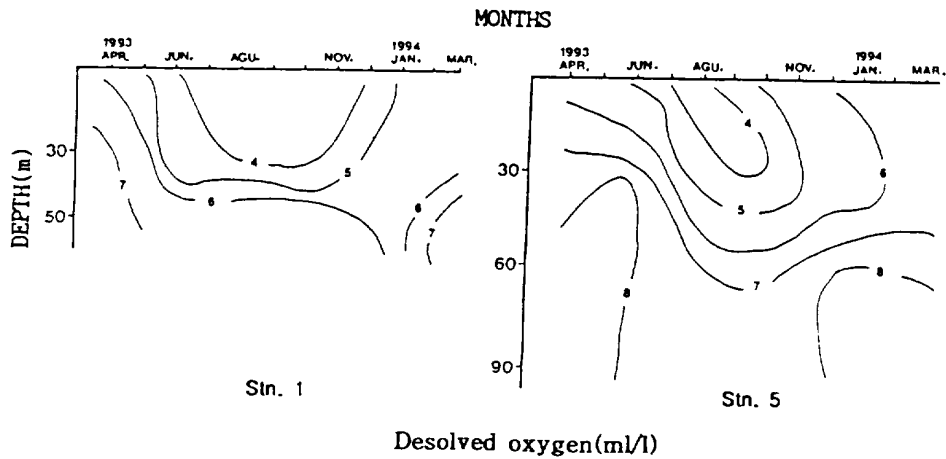 MONTHS
1993 1994
APR. JUN. AGU. NOV. JAN. MAR.
1993 1994
APR. JUN. AGU. NOV. JAN. MAR.
DEPTH(m)
30
50
7
4
5
6
6
7
30
60
90
4
5
6
7
8
8
Stn. 1
Stn. 5
Desolved oxygen(ml/l)